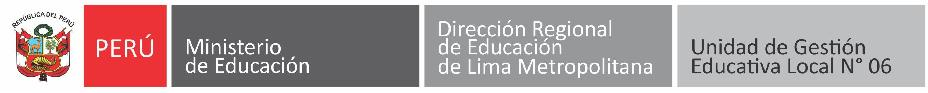 REPÚBLICA DEL PERÚ
PERÚ
Ministerio
de Educación
Dirección Regional
de Educación
de Lima Metropolitana
Unidad de Gestión
Educativa Local N° 06